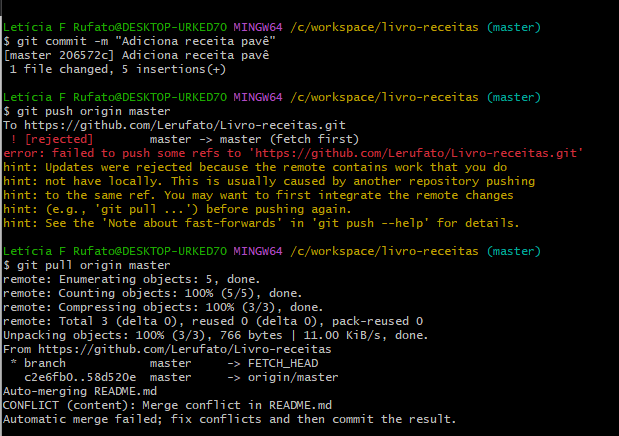 Letícia F Rufato@DESKTOP-URKED7O MINGW64 /c/workspace/livro-receitas (master)
$ git commit -m "Adiciona receita pavê"
[master 206572c] Adiciona receita pavê
 1 file changed, 5 insertions(+)
Letícia F Rufato@DESKTOP-URKED7O MINGW64 /c/workspace/livro-receitas (master)
$ git push origin master
To https://github.com/Lerufato/Livro-receitas.git
 ! [rejected]        master -> master (fetch first)
error: failed to push some refs to 'https://github.com/Lerufato/Livro-receitas.git'
hint: Updates were rejected because the remote contains work that you do
hint: not have locally. This is usually caused by another repository pushing
hint: to the same ref. You may want to first integrate the remote changes
hint: (e.g., 'git pull ...') before pushing again.
hint: See the 'Note about fast-forwards' in 'git push --help' for details.
Letícia F Rufato@DESKTOP-URKED7O MINGW64 /c/workspace/livro-receitas (master)
$ git pull origin master
remote: Enumerating objects: 5, done.
remote: Counting objects: 100% (5/5), done.
remote: Compressing objects: 100% (3/3), done.
remote: Total 3 (delta 0), reused 0 (delta 0), pack-reused 0
Unpacking objects: 100% (3/3), 766 bytes | 11.00 KiB/s, done.
From https://github.com/Lerufato/Livro-receitas
 * branch            master     -> FETCH_HEAD
   c2e6fb0..58d520e  master     -> origin/master
Auto-merging README.md
CONFLICT (content): Merge conflict in README.md
Automatic merge failed; fix conflicts and then commit the result.